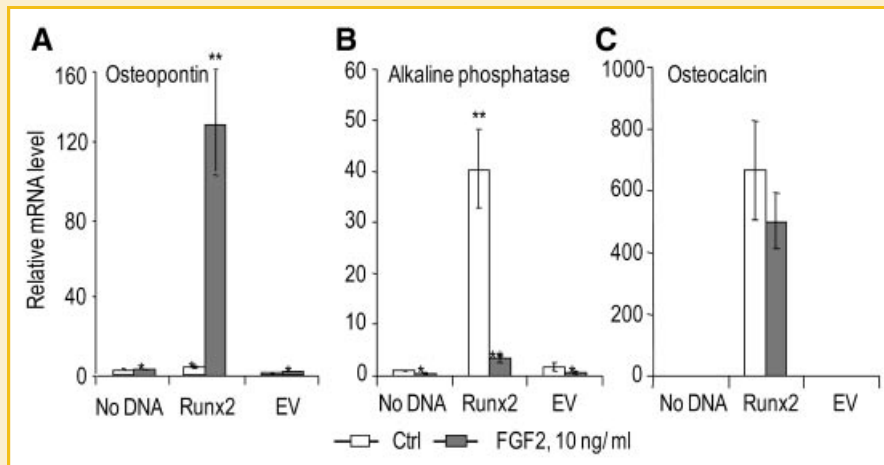 A
B
C
**
160
Osteopontin
120
80
40
0
Relative mRNA level
No DNA
Runx2
EV
60
Alkaline phosphatase
**
50
40
30
20
10
0
*
**
*
No DNA
Runx2
EV
1000
Osteocalcin
800
600
400
200
0
No DNA
Runx2
EV
Ctrl
FGF2, 10 ng/ml